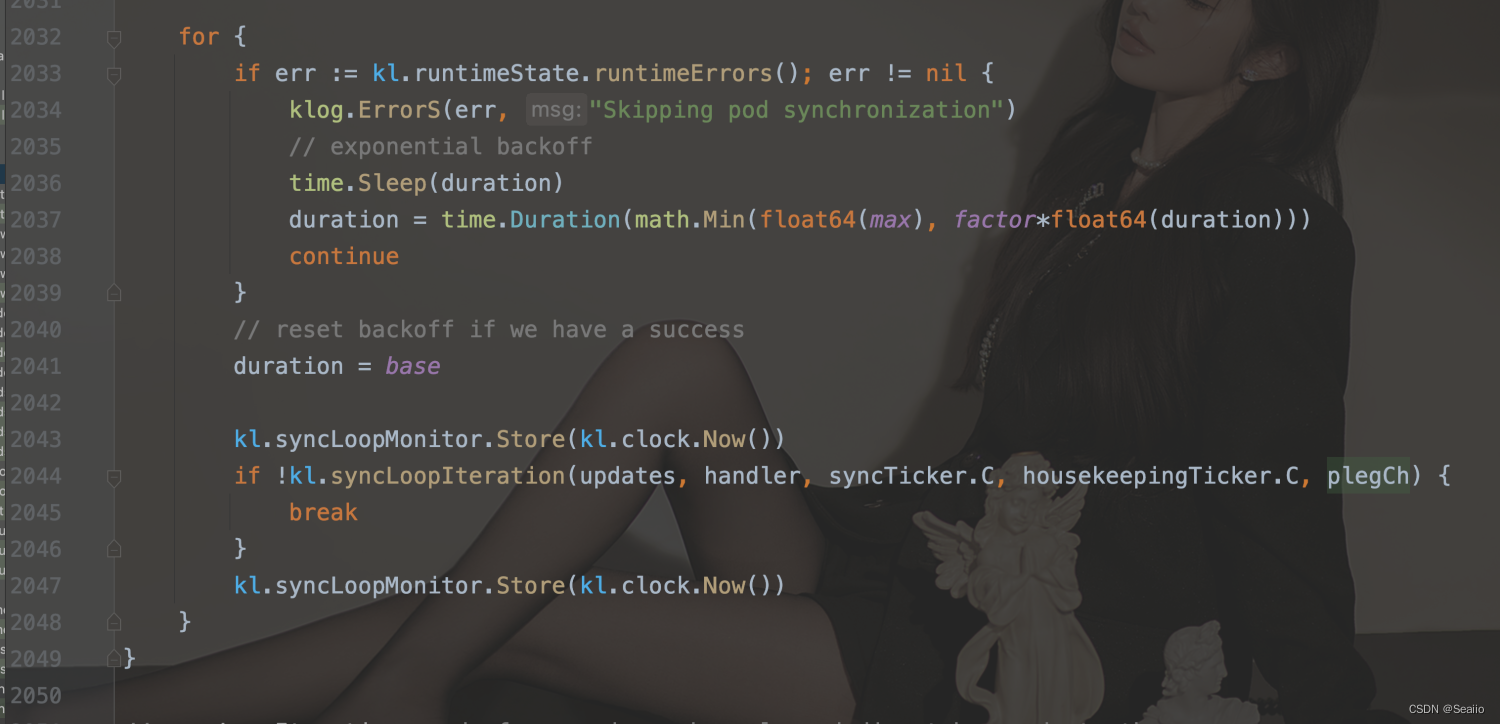 2031
2032 for {
2033 if err := kl.runtimeState.runtimeErrors(); err != nil {
2034 klog.ErrorS(err, msg: "Skipping pod synchronization")
2035 // exponential backoff
2036 time.Sleep(duration)
2037 duration = time.Duration(math.Min(float64(max), factor*float64(duration)))
2038 continue
2039 }
2040 // reset backoff if we have a success
2041 duration = base
2042
2043 kl.syncLoopMonitor.Store(kl.clock.Now())
2044 if !kl.syncLoopIteration(updates, handler, syncTicker.C, housekeepingTicker.C, plegCh) {
2045 break
2046 }
2047 kl.syncLoopMonitor.Store(kl.clock.Now())
2048 }
2049 }
2050
CSDN @Seaiio